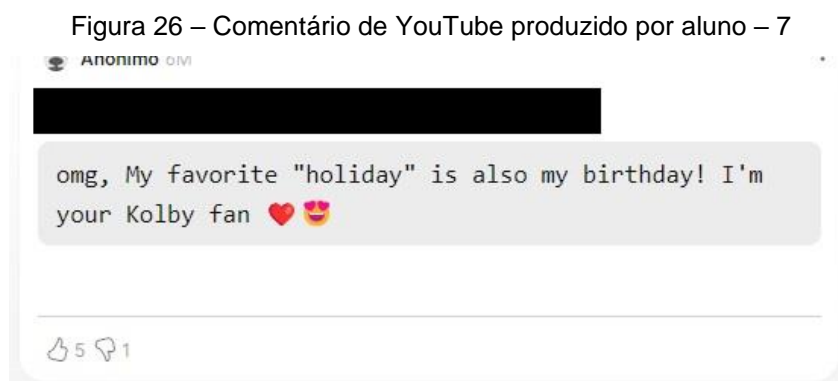 Figura 26 – Comentário de YouTube produzido por aluno – 7
Anônimo 6M
omg, My favorite "holiday" is also my birthday! I'm
your Kolby fan ❤️😍
5 1